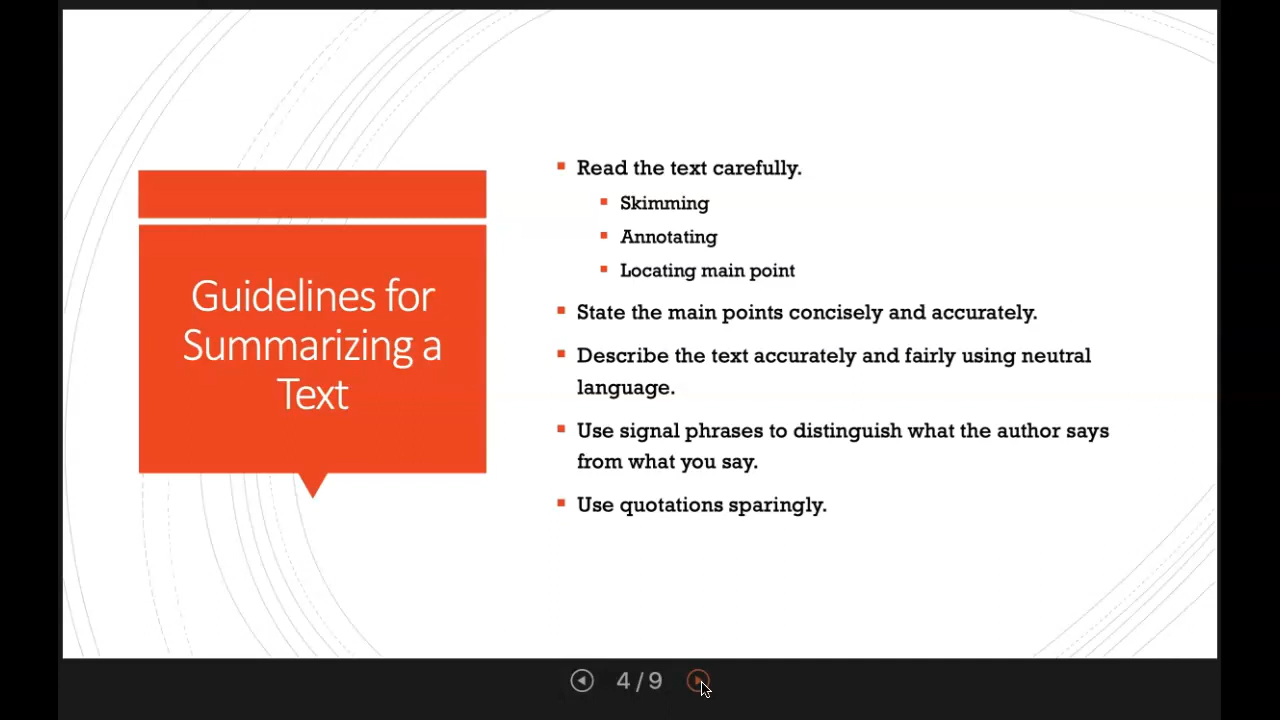 Guidelines for
Summarizing a
Text
Read the text carefully.
Skimming
Annotating
Locating main point
State the main points concisely and accurately.
Describe the text accurately and fairly using neutral
language.
Use signal phrases to distinguish what the author says
from what you say.
Use quotations sparingly.
4 / 9